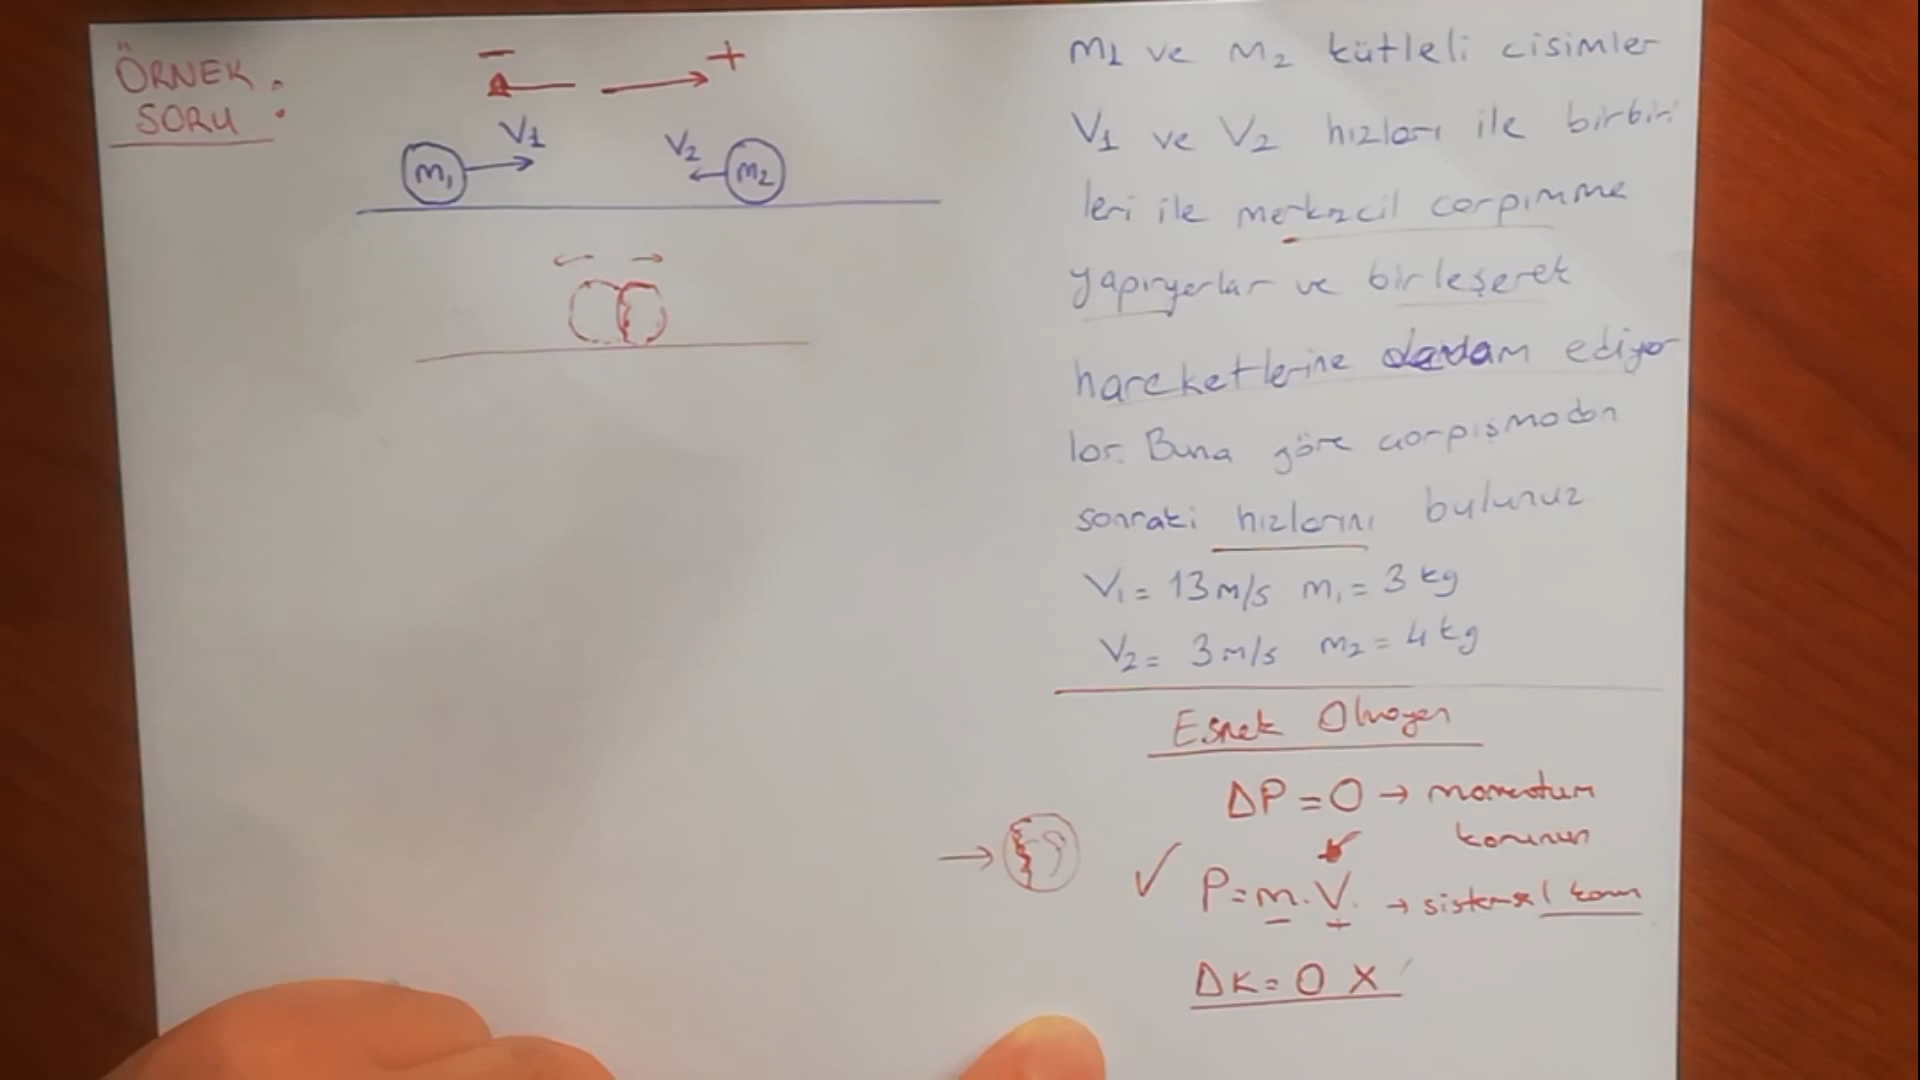 ÖRNEK
SORU :
- +
V1
V2
m1
m2
m1 ve m2 kütleli cisimler
V1 ve V2 hızları ile birbiri
leri ile merkezcil çarpımme
yapıyorlar ve birleşerek
hareketlerine devam ediyor
lar. Buna göre çarpışmadan
sonraki hızlarını bulunuz
V1 = 13 m/s m1 = 3 kg
V2 = 3 m/s m2 = 4 kg
Esnek Olmayan
ΔP = 0 → momentum
korunur
✓ P = m . V. → sistemsel
ΔK = 0 X